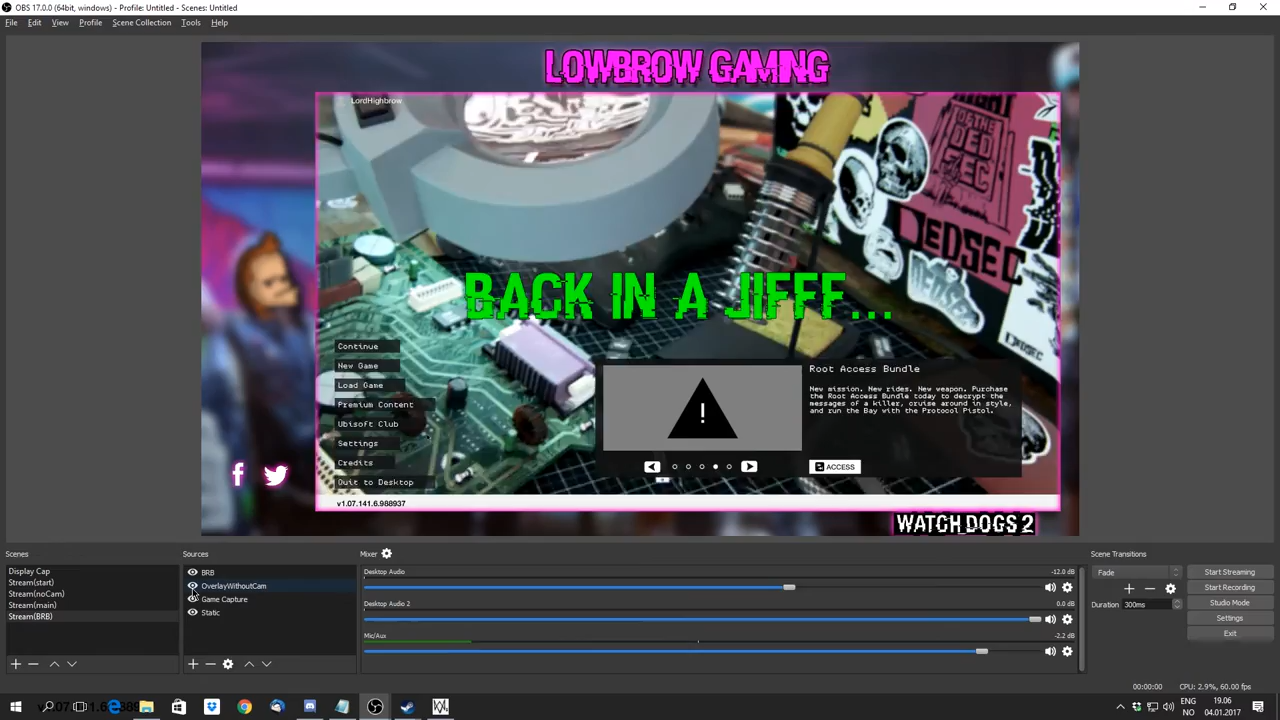 OBS 17.0.0 (64bit, windows) - Profile: Untitled - Scenes: Untitled
File Edit View Profile Scene Collection Tools Help
LOWBROW GAMING
LordHighbrow
OF THE
DED
SEC
DEDSEC
DEDSEC
BACK IN A JIFFF...
Continue
New Game
Load Game
Premium Content
Ubisoft Club
Settings
Credits
Quit to Desktop
!
Root Access Bundle
New mission. New rides. New weapon. Purchase
the Root Access Bundle today to decrypt the
messages of a killer, cruise around in style,
and run the Bay with the Protocol Pistol.
ACCESS
v1.07.141.6.988937
WATCH DOGS 2
Scenes
Display Cap
Stream(start)
Stream(noCam)
Stream(main)
Stream(BRB)
Sources
BRB
OverlayWithoutCam
Game Capture
Static
Mixer
Desktop Audio -12.0 dB
Desktop Audio 2 0.0 dB
Mic/Aux -2.2 dB
Scene Transitions
Fade
Duration 300ms
Start Streaming
Start Recording
Studio Mode
Settings
Exit
00:00:00 CPU: 2.9%, 60.00 fps
ENG 19.06
NO 04.01.2017